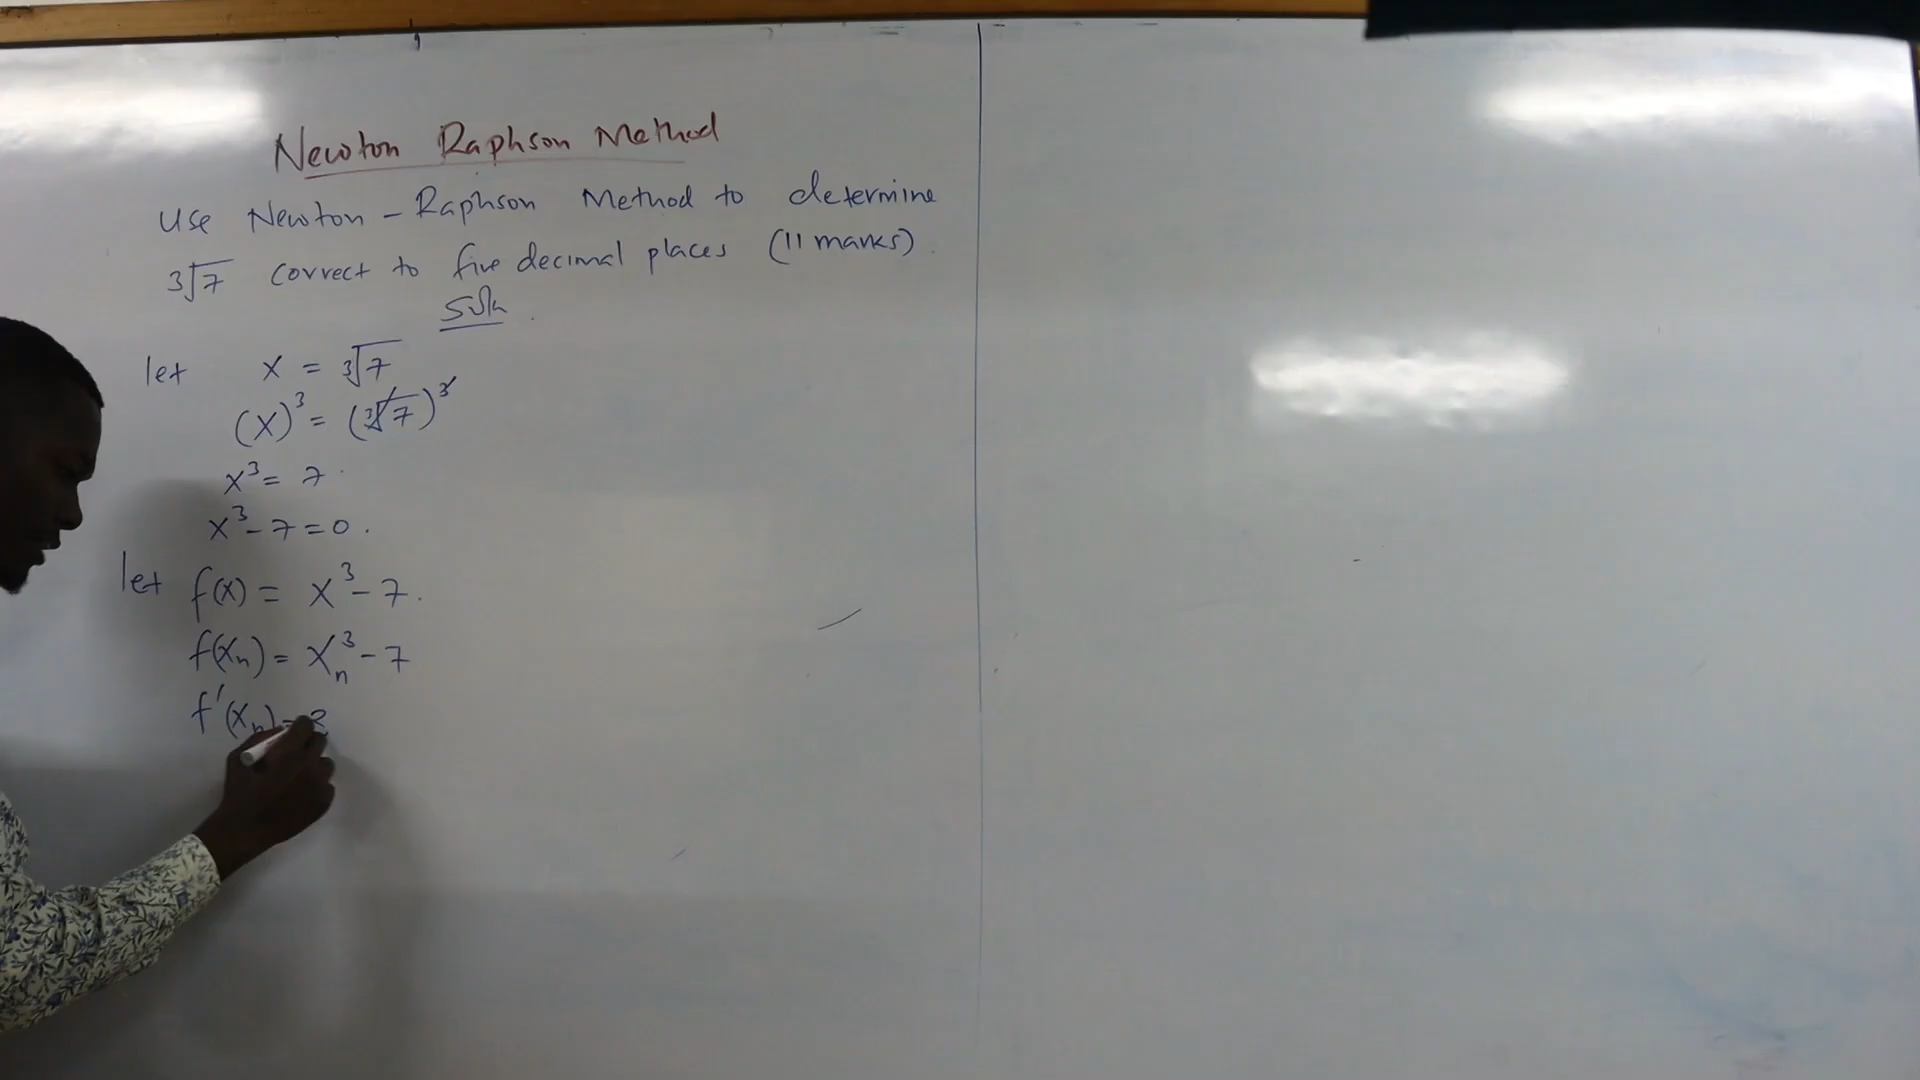 Newton Raphson Method
Use Newton - Raphson Method to determine
3√7 correct to five decimal places (11 marks).
Soln
let x = 3√7
(x)³ = (3√7)³
x³ = 7
x³ - 7 = 0.
let f(x) = x³ - 7.
f(xn) = xn³ - 7
f'(xn) = 3